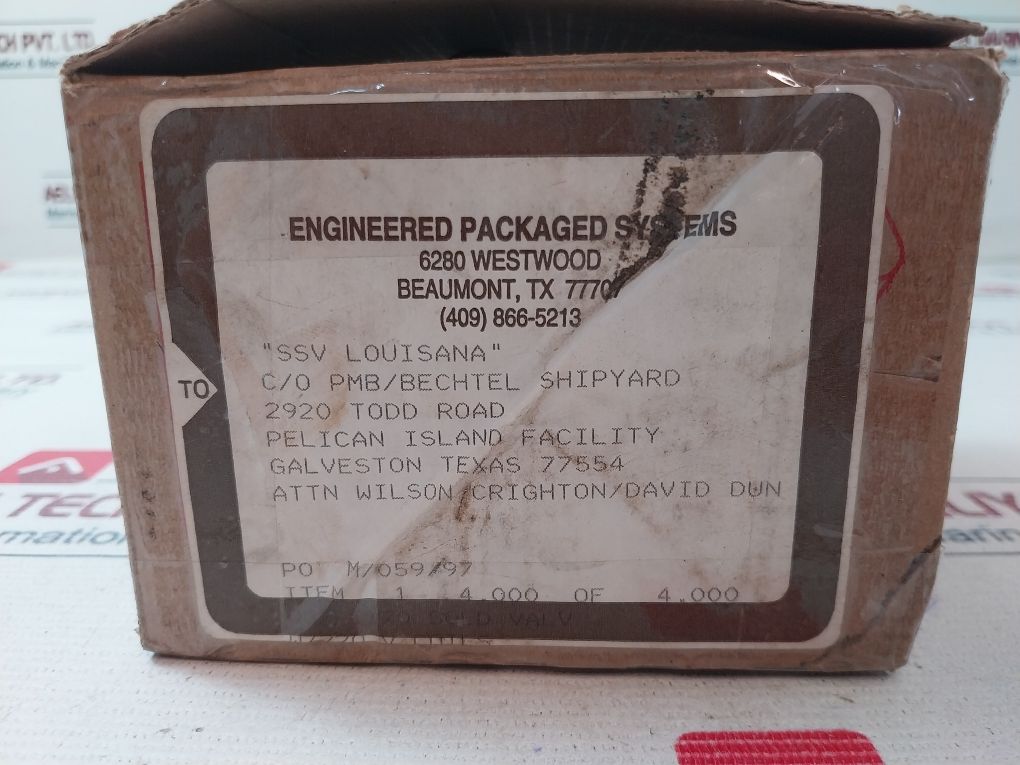 ENGINEERED PACKAGED SYSTEMS
6280 WESTWOOD
BEAUMONT, TX 77707
(409) 866-5213
TO
"SSV LOUISANA"
C/O PMB/BECHTEL SHIPYARD
2920 TODD ROAD
PELICAN ISLAND FACILITY
GALVESTON TEXAS 77554
ATTN WILSON CRIGHTON/DAVID DUN
PO M/059/97
ITEM 1 4.000 OF 4.000
VALV